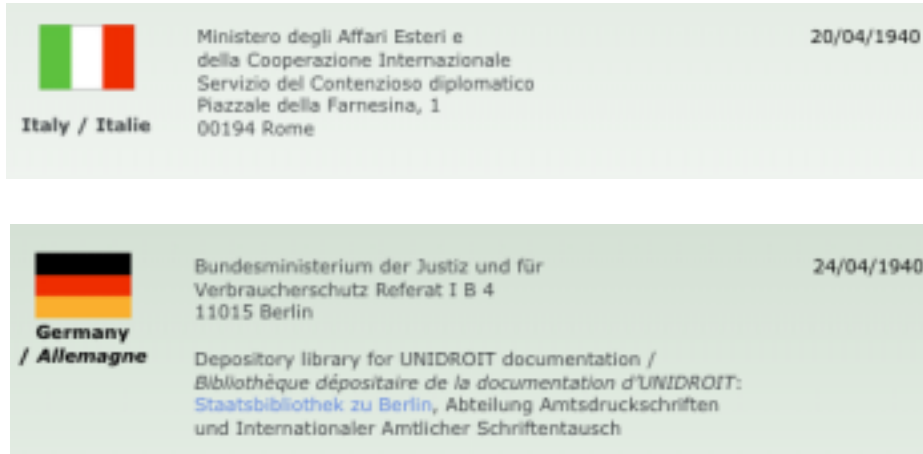 Italy / Italie
Ministero degli Affari Esteri e
della Cooperazione Internazionale
Servizio del Contenzioso diplomatico
Piazzale della Farnesina, 1
00194 Rome
20/04/1940
Germany
/ Allemagne
Bundesministerium der Justiz und für
Verbraucherschutz Referat I B 4
11015 Berlin
Depository library for UNIDROIT documentation /
Bibliothèque dépositaire de la documentation d'UNIDROIT:
Staatsbibliothek zu Berlin, Abteilung Amtsdruckschriften
und Internationaler Amtlicher Schriftentausch
24/04/1940